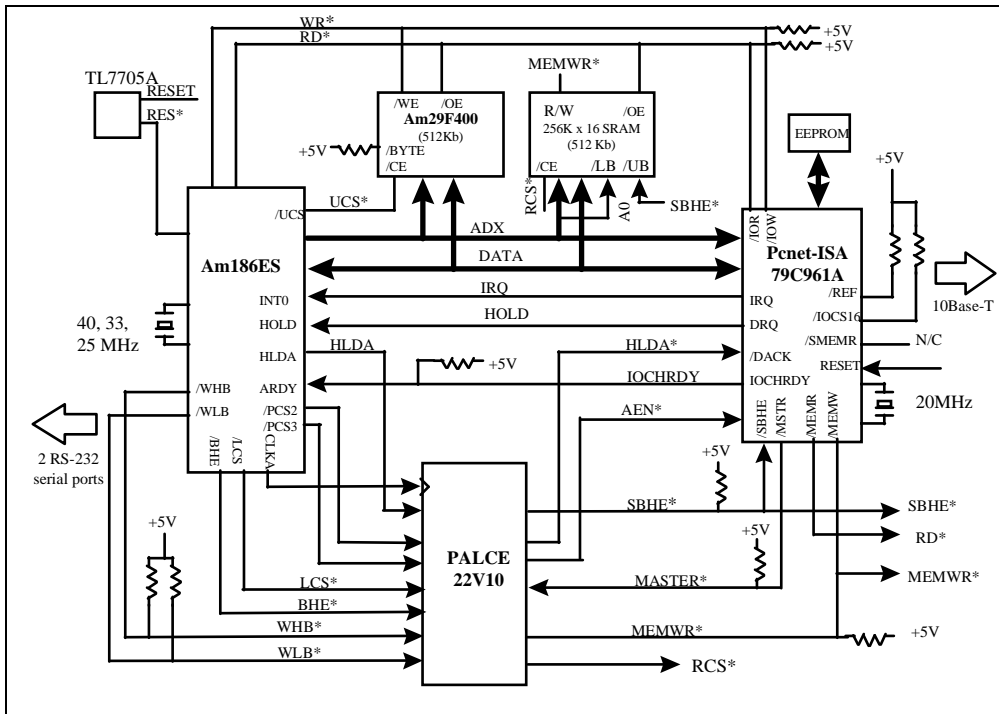 WR*
RD*
+5V
+5V
TL7705A
RESET
RES*
MEMWR*
/WE
/OE
Am29F400
(512Kb)
/BYTE
/CE
+5V
R/W
/OE
256K x 16 SRAM
(512 Kb)
/CE
/LB
/UB
EEPROM
+5V
UCS*
RCS*
A0
SBHE*
/UCS
Am186ES
INT0
HOLD
HLDA
ARDY
/PCS2
/PCS3
/WHB
/WLB
/BHE
/LCS
CLKA
40, 33,
25 MHz
ADX
DATA
IRQ
HOLD
HLDA
+5V
HLDA*
IOCHRDY
AEN*
/IOR
/IOW
Pcnet-ISA
79C961A
/REF
/IOCS16
/SMEMR
RESET
IRQ
DRQ
/DACK
IOCHRDY
/SBHE
/MSTR
/MEMR
/MEMW
10Base-T
N/C
20MHz
2 RS-232
serial ports
+5V
LCS*
BHE*
WHB*
WLB*
PALCE
22V10
+5V
SBHE*
+5V
MASTER*
MEMWR*
RCS*
SBHE*
RD*
MEMWR*
+5V